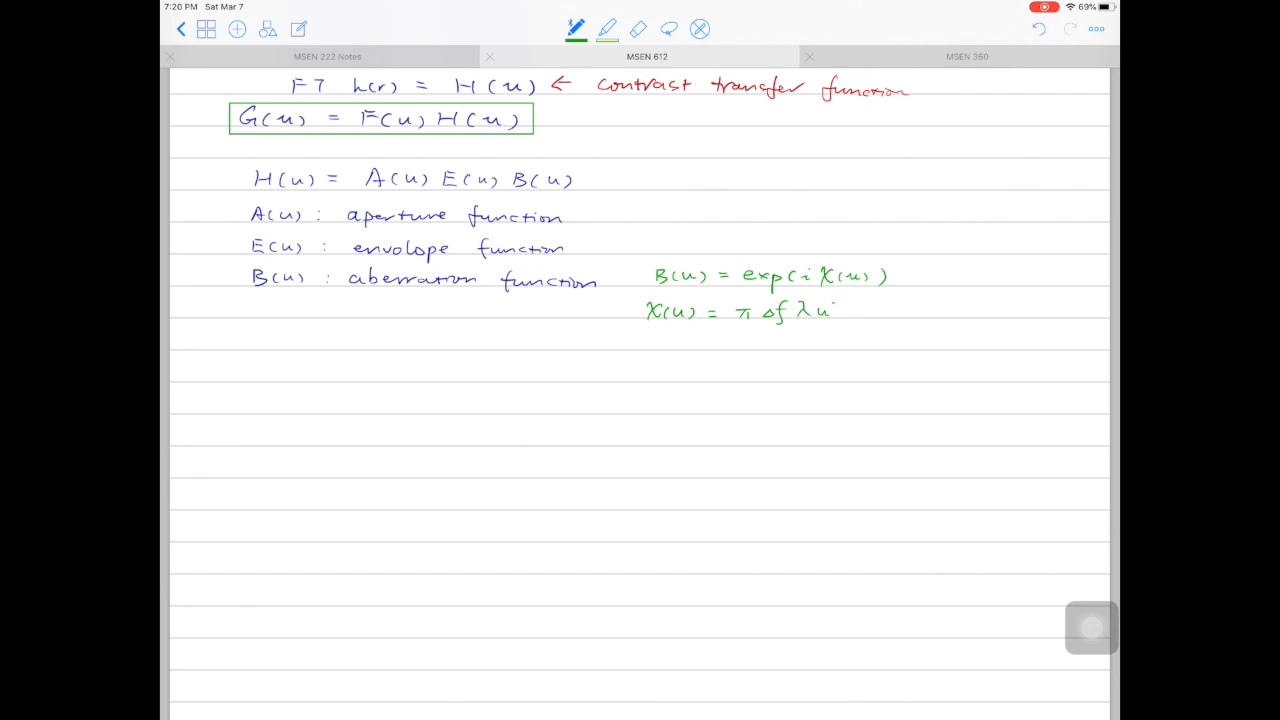 7:20 PM Sat Mar 7 69%
MSEN 222 Notes MSEN 612 MSEN 360
FT h(r) = H(u) ← contrast transfer function
G(u) = F(u) H(u)
H(u) = A(u) E(u) B(u)
A(u) : aperture function
E(u) : envolope function
B(u) : aberration function B(u) = exp(i χ(u))
χ(u) = π Δf λ u